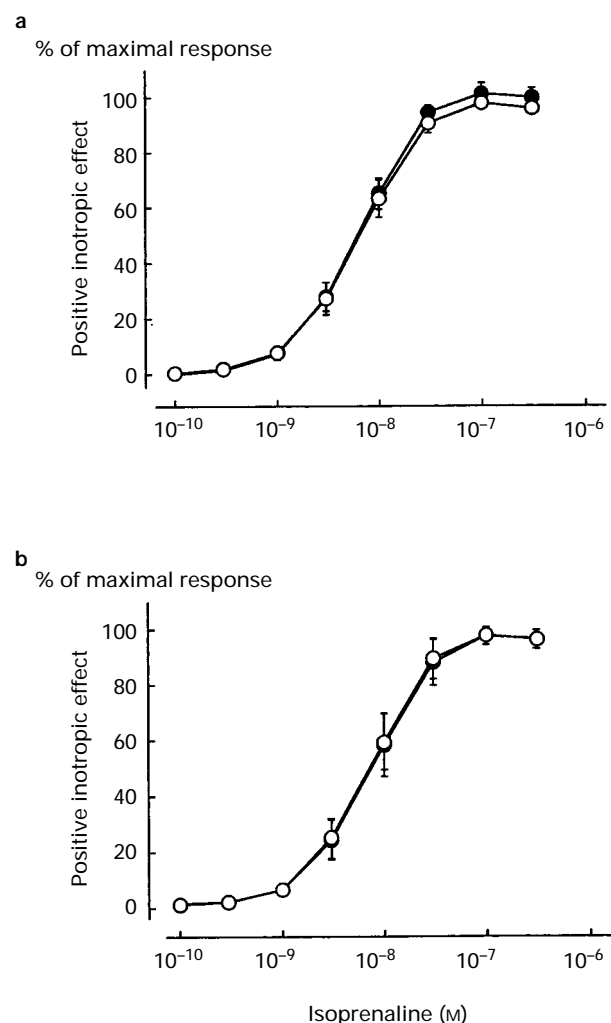 a
% of maximal response
Positive inotropic effect
100
80
60
40
20
0
10⁻¹⁰ 10⁻⁹ 10⁻⁸ 10⁻⁷ 10⁻⁶
b
% of maximal response
Positive inotropic effect
100
80
60
40
20
0
10⁻¹⁰ 10⁻⁹ 10⁻⁸ 10⁻⁷ 10⁻⁶
Isoprenaline (M)